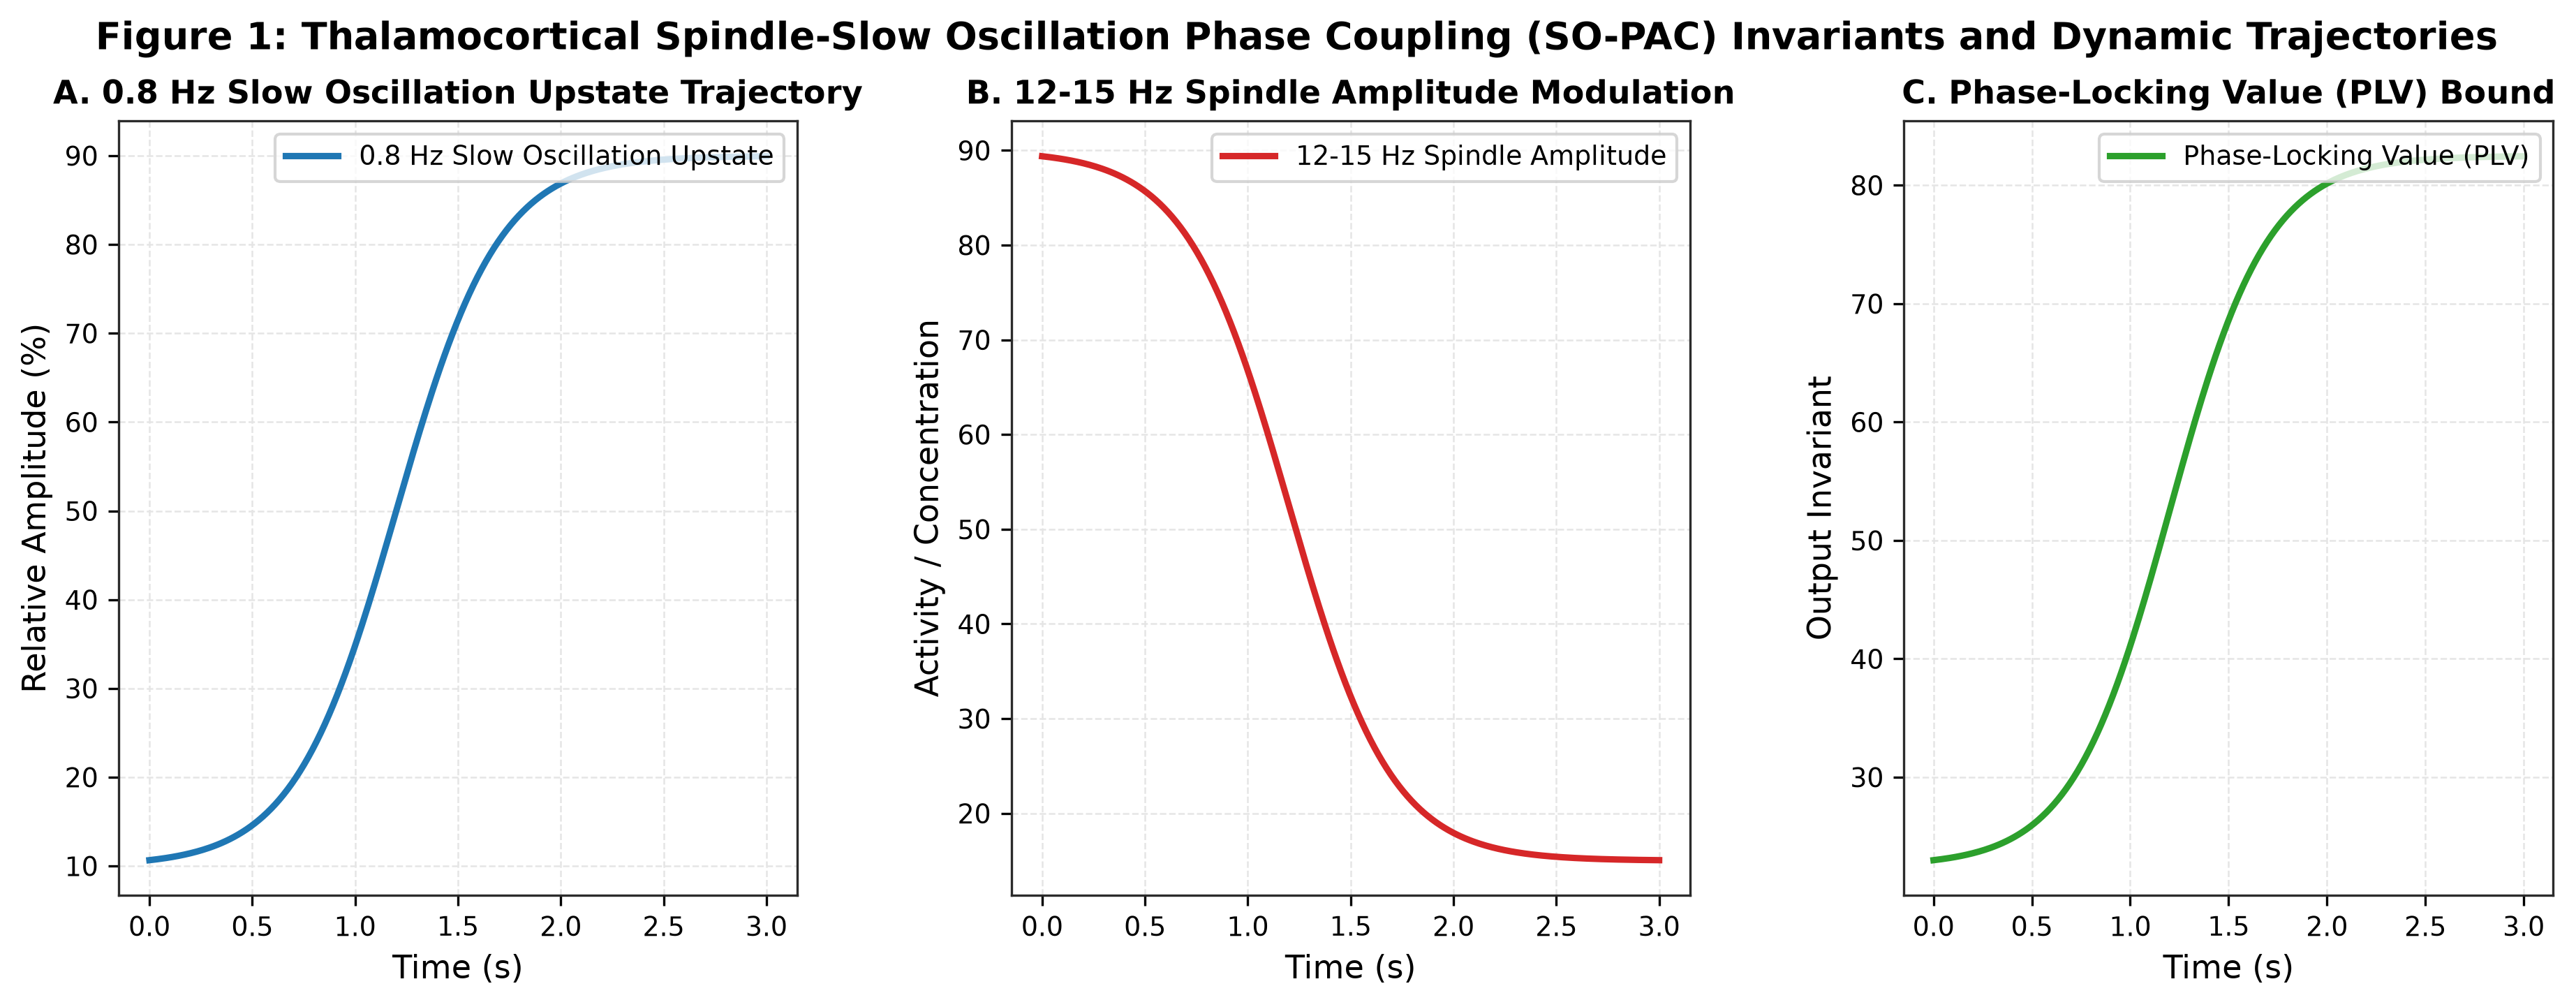 Figure 1: Thalamocortical Spindle-Slow Oscillation Phase Coupling (SO-PAC) Invariants and Dynamic Trajectories
A. 0.8 Hz Slow Oscillation Upstate Trajectory
0.8 Hz Slow Oscillation Upstate
Relative Amplitude (%)
90
80
70
60
50
40
30
20
10
0.0 0.5 1.0 1.5 2.0 2.5 3.0
Time (s)
B. 12-15 Hz Spindle Amplitude Modulation
12-15 Hz Spindle Amplitude
Activity / Concentration
90
80
70
60
50
40
30
20
0.0 0.5 1.0 1.5 2.0 2.5 3.0
Time (s)
C. Phase-Locking Value (PLV) Bound
Phase-Locking Value (PLV)
Output Invariant
80
70
60
50
40
30
0.0 0.5 1.0 1.5 2.0 2.5 3.0
Time (s)